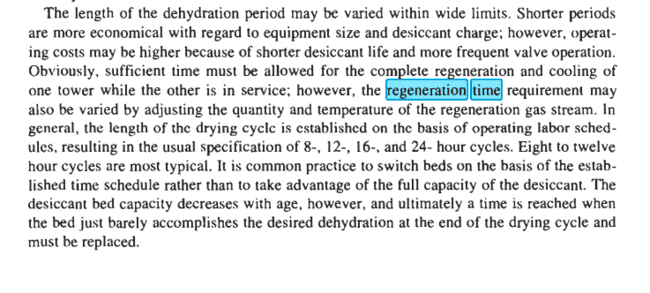 The length of the dehydration period may be varied within wide limits. Shorter periods
are more economical with regard to equipment size and desiccant charge; however, operat-
ing costs may be higher because of shorter desiccant life and more frequent valve operation.
Obviously, sufficient time must be allowed for the complete regeneration and cooling of
one tower while the other is in service; however, the regeneration time requirement may
also be varied by adjusting the quantity and temperature of the regeneration gas stream. In
general, the length of the drying cycle is established on the basis of operating labor sched-
ules, resulting in the usual specification of 8-, 12-, 16-, and 24- hour cycles. Eight to twelve
hour cycles are most typical. It is common practice to switch beds on the basis of the estab-
lished time schedule rather than to take advantage of the full capacity of the desiccant. The
desiccant bed capacity decreases with age, however, and ultimately a time is reached when
the bed just barely accomplishes the desired dehydration at the end of the drying cycle and
must be replaced.